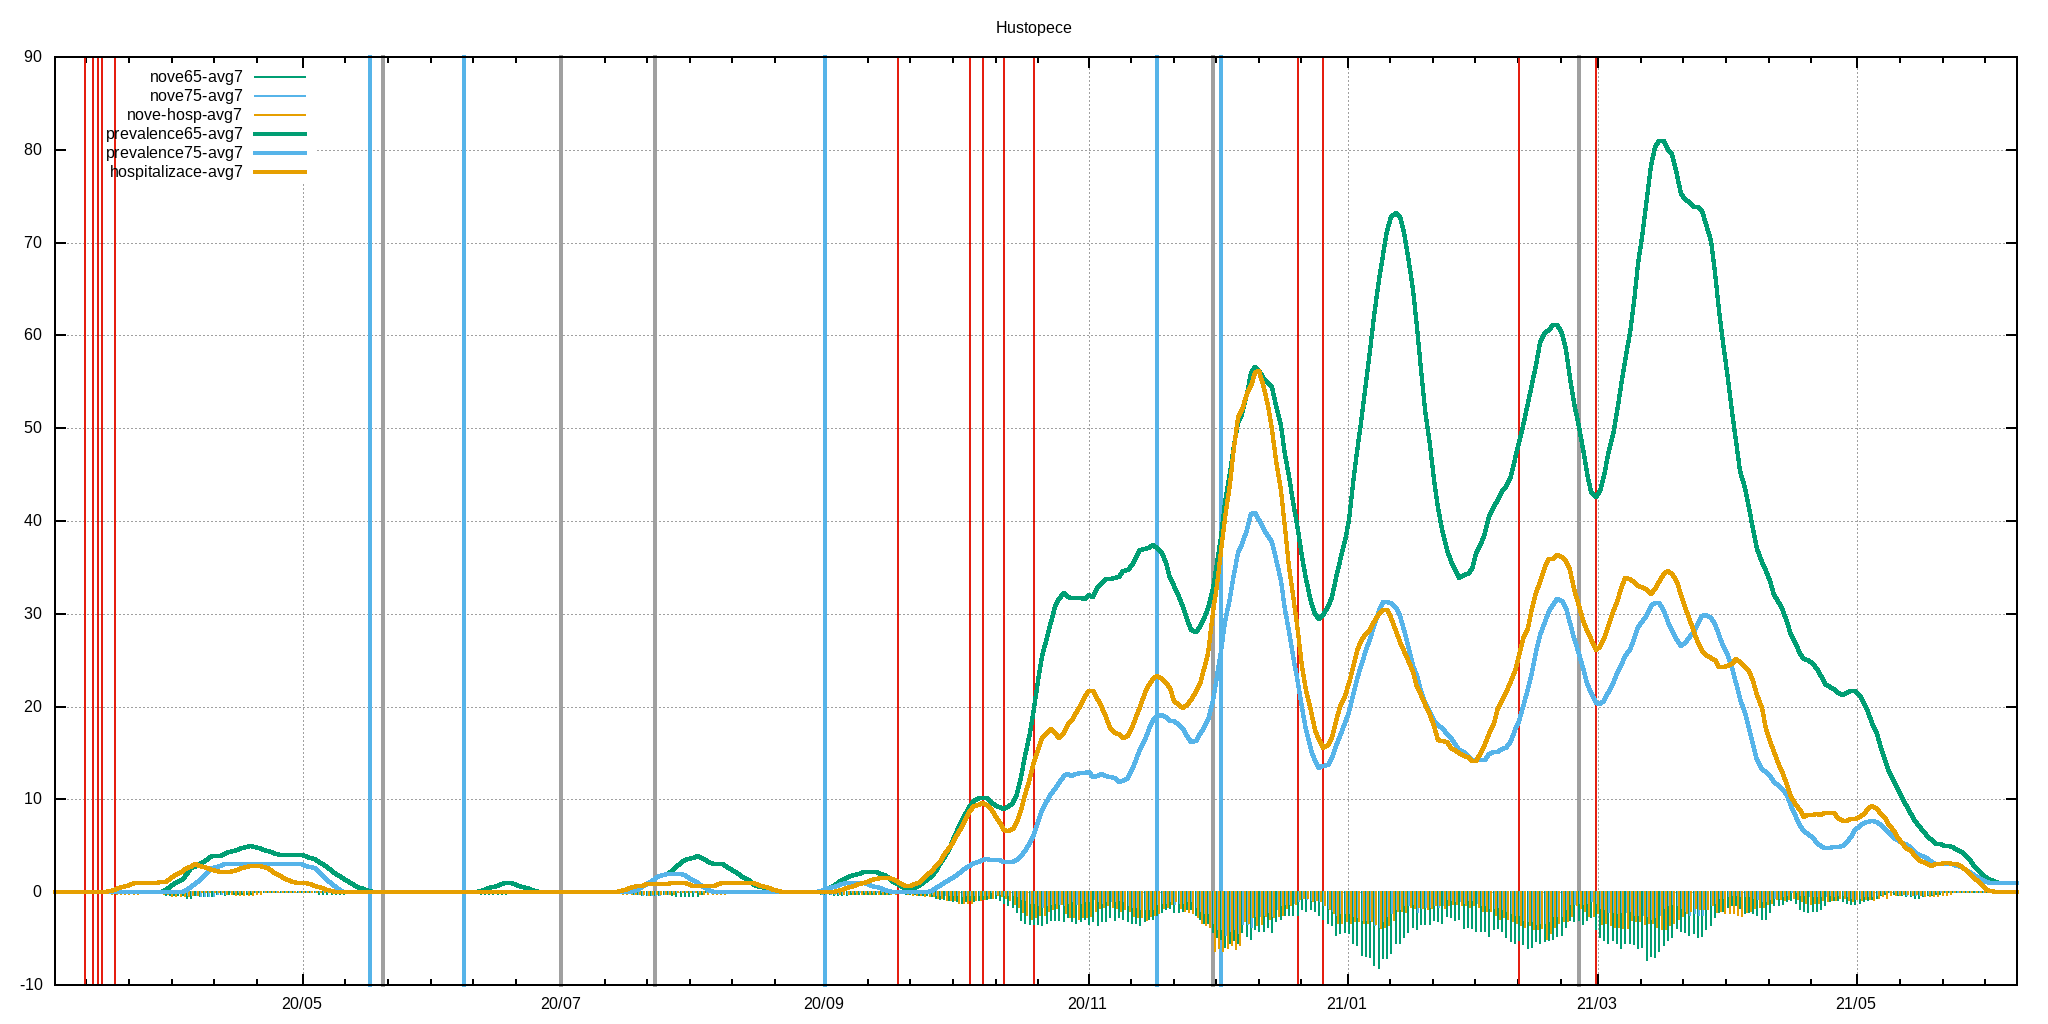 Hustopece
90
80
70
60
50
40
30
20
10
0
-10
nove65-avg7
nove75-avg7
nove-hosp-avg7
prevalence65-avg7
prevalence75-avg7
hospitalizace-avg7
20/05 20/07 20/09 20/11 21/01 21/03 21/05